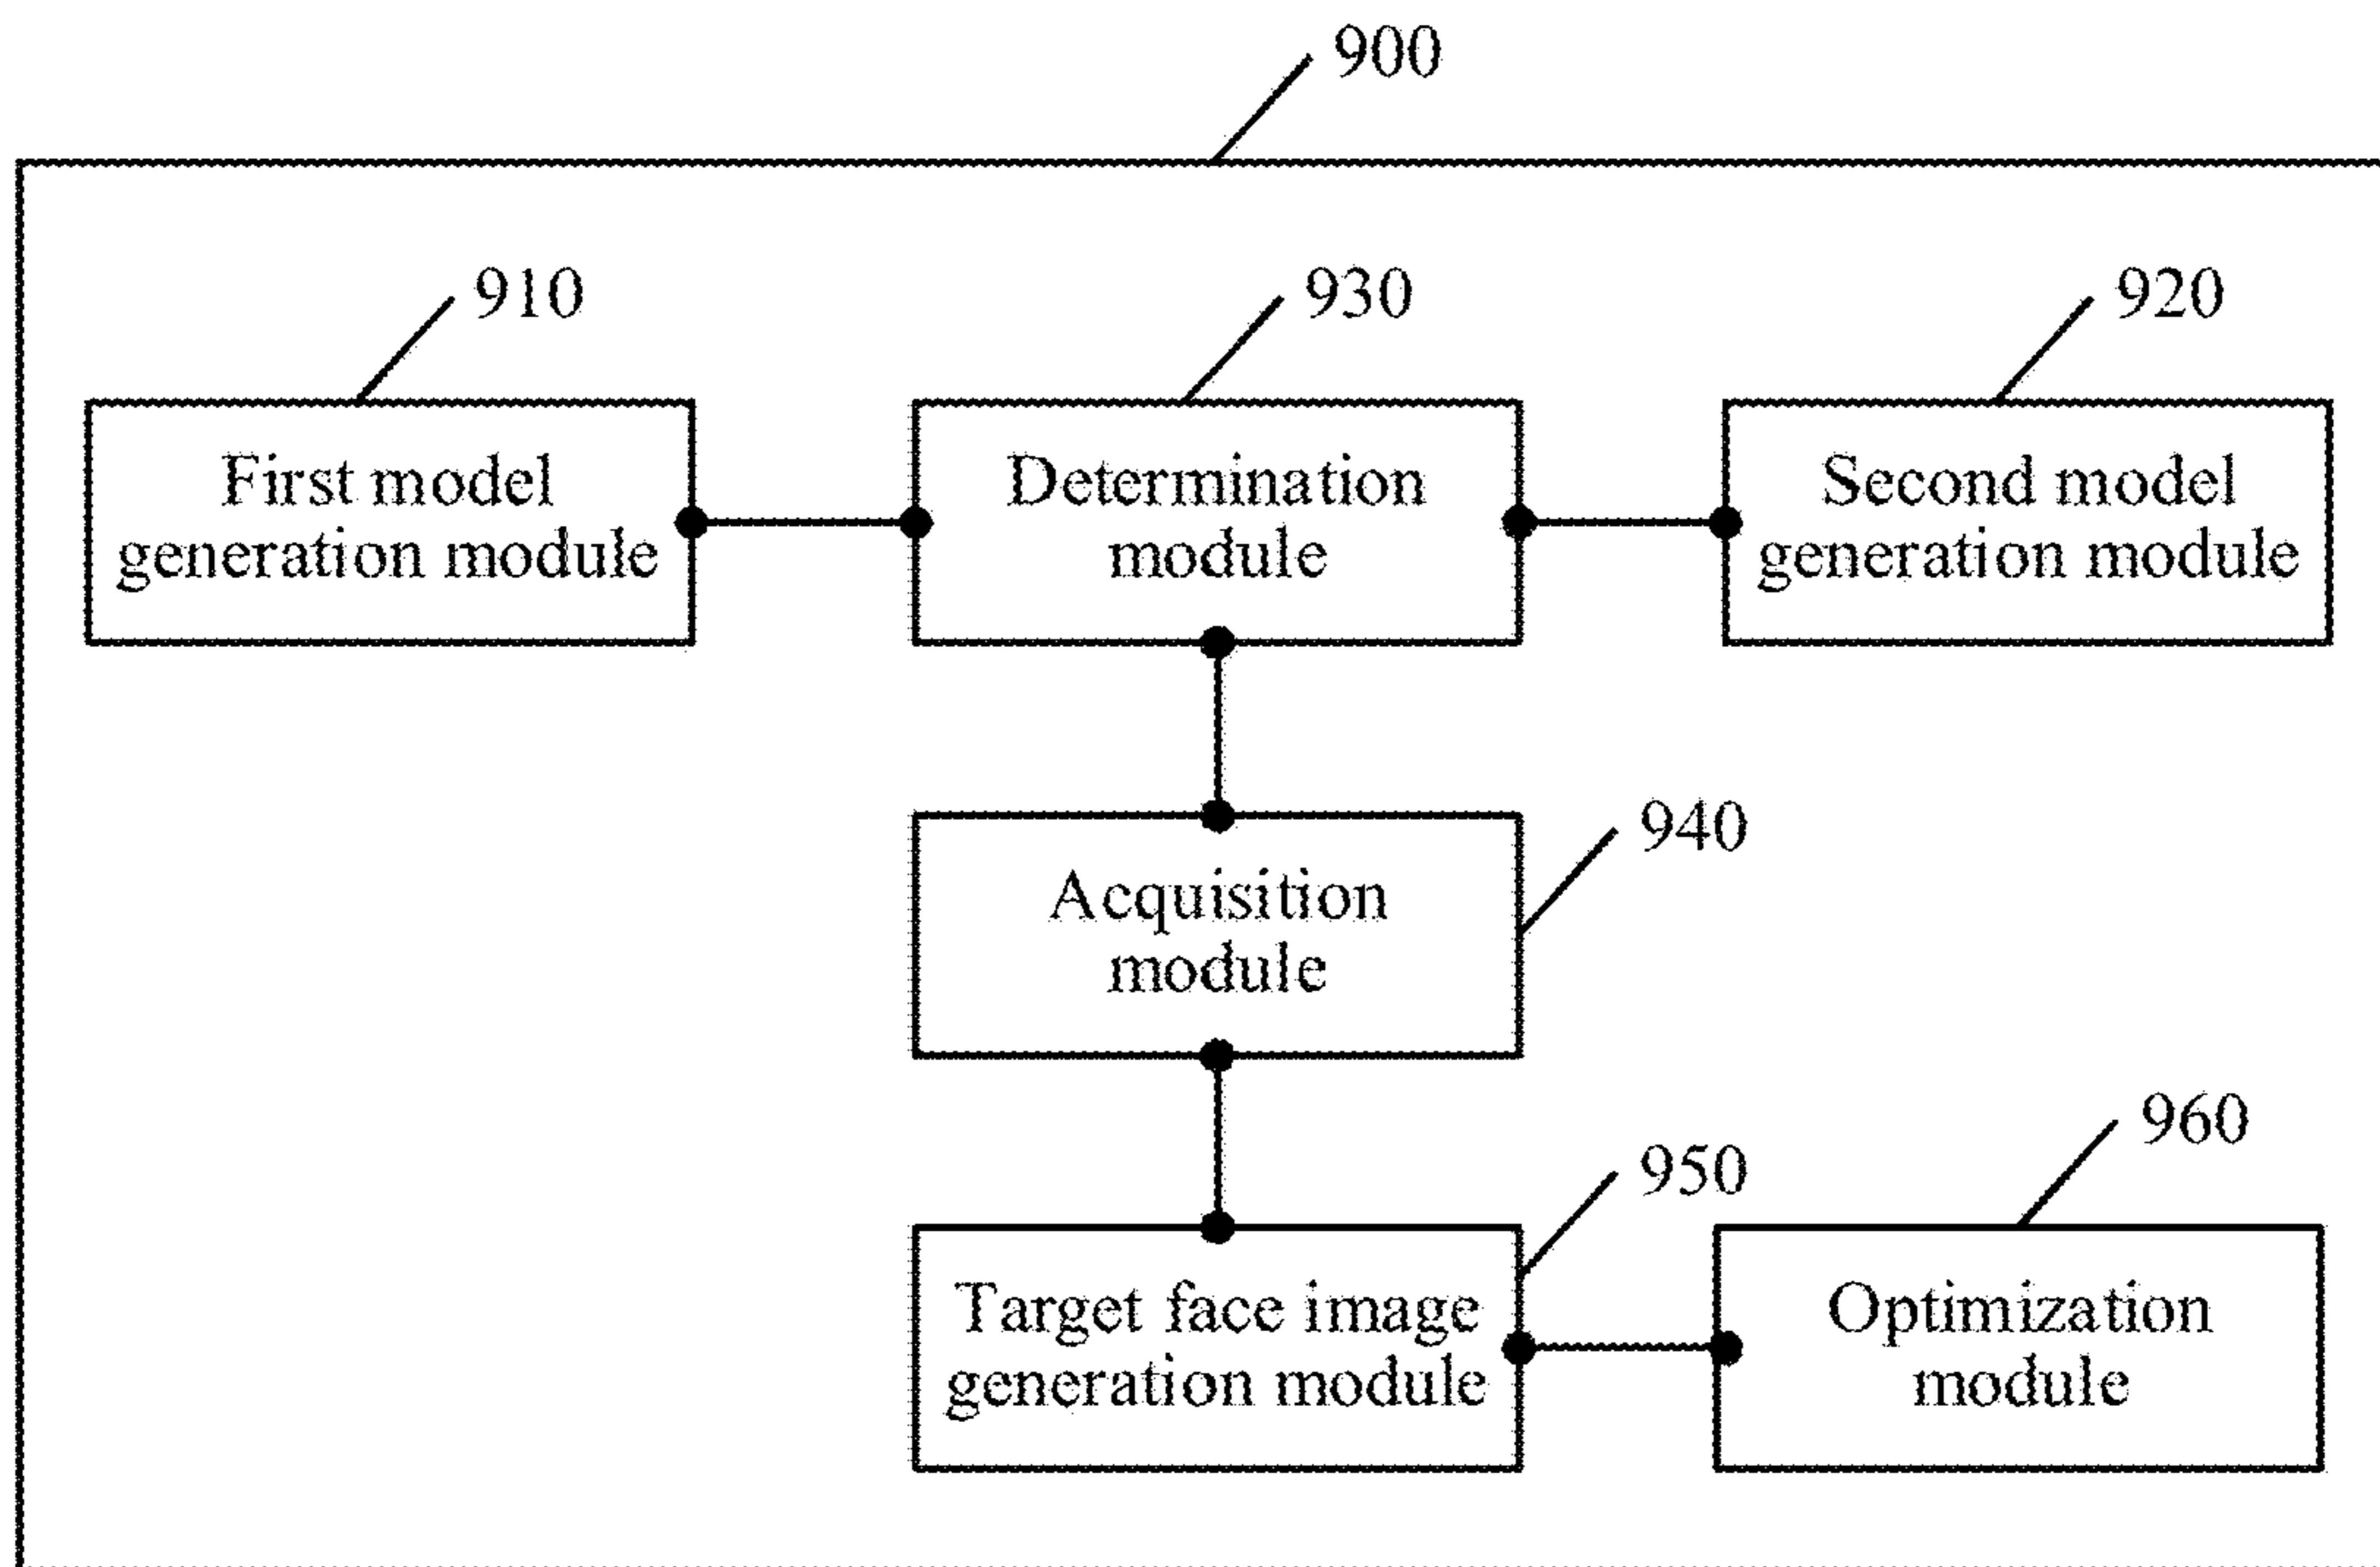 900
910
930
920
First model
generation module
Determination
module
Second model
generation module
940
Acquisition
module
960
950
Target face image
generation module
Optimization
module